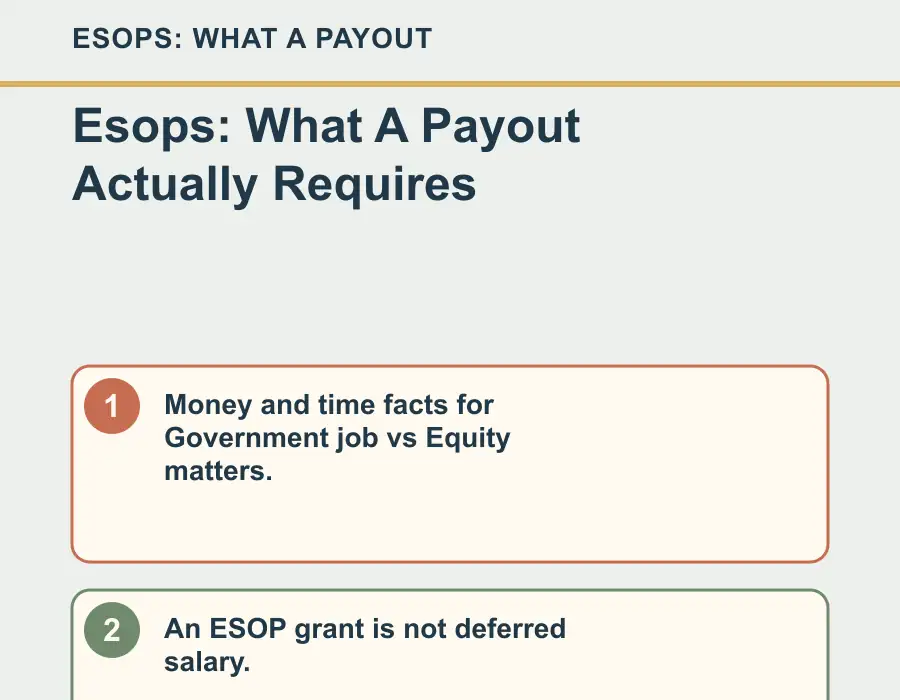 ESOPS: WHAT A PAYOUT
Esops: What A Payout
Actually Requires
1
Money and time facts for
Government job vs Equity
matters.
2
An ESOP grant is not deferred
salary.